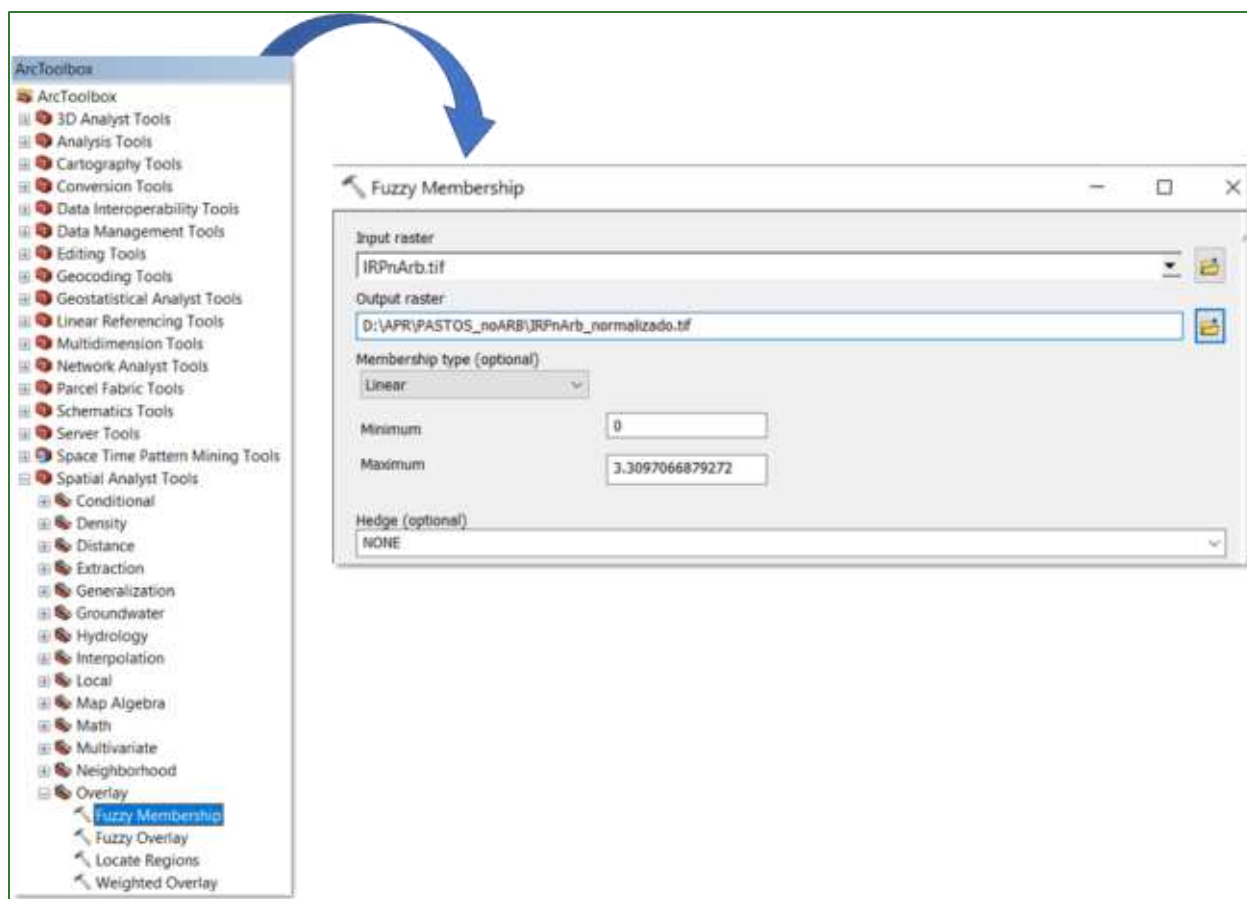 ArcToolbox
ArcToolbox
3D Analyst Tools
Analysis Tools
Cartography Tools
Conversion Tools
Data Interoperability Tools
Data Management Tools
Editing Tools
Geocoding Tools
Geostatistical Analyst Tools
Linear Referencing Tools
Multidimension Tools
Network Analyst Tools
Parcel Fabric Tools
Schematics Tools
Server Tools
Space Time Pattern Mining Tools
Spatial Analyst Tools
Conditional
Density
Distance
Extraction
Generalization
Groundwater
Hydrology
Interpolation
Local
Map Algebra
Math
Multivariate
Neighborhood
Overlay
Fuzzy Membership
Fuzzy Overlay
Locate Regions
Weighted Overlay
Fuzzy Membership
Input raster
IRPnArb.tif
Output raster
D:\APR\PASTOS_noARB\IRPnArb_normalizado.tif
Membership type (optional)
Linear
Minimum
0
Maximum
3.3097066879272
Hedge (optional)
NONE